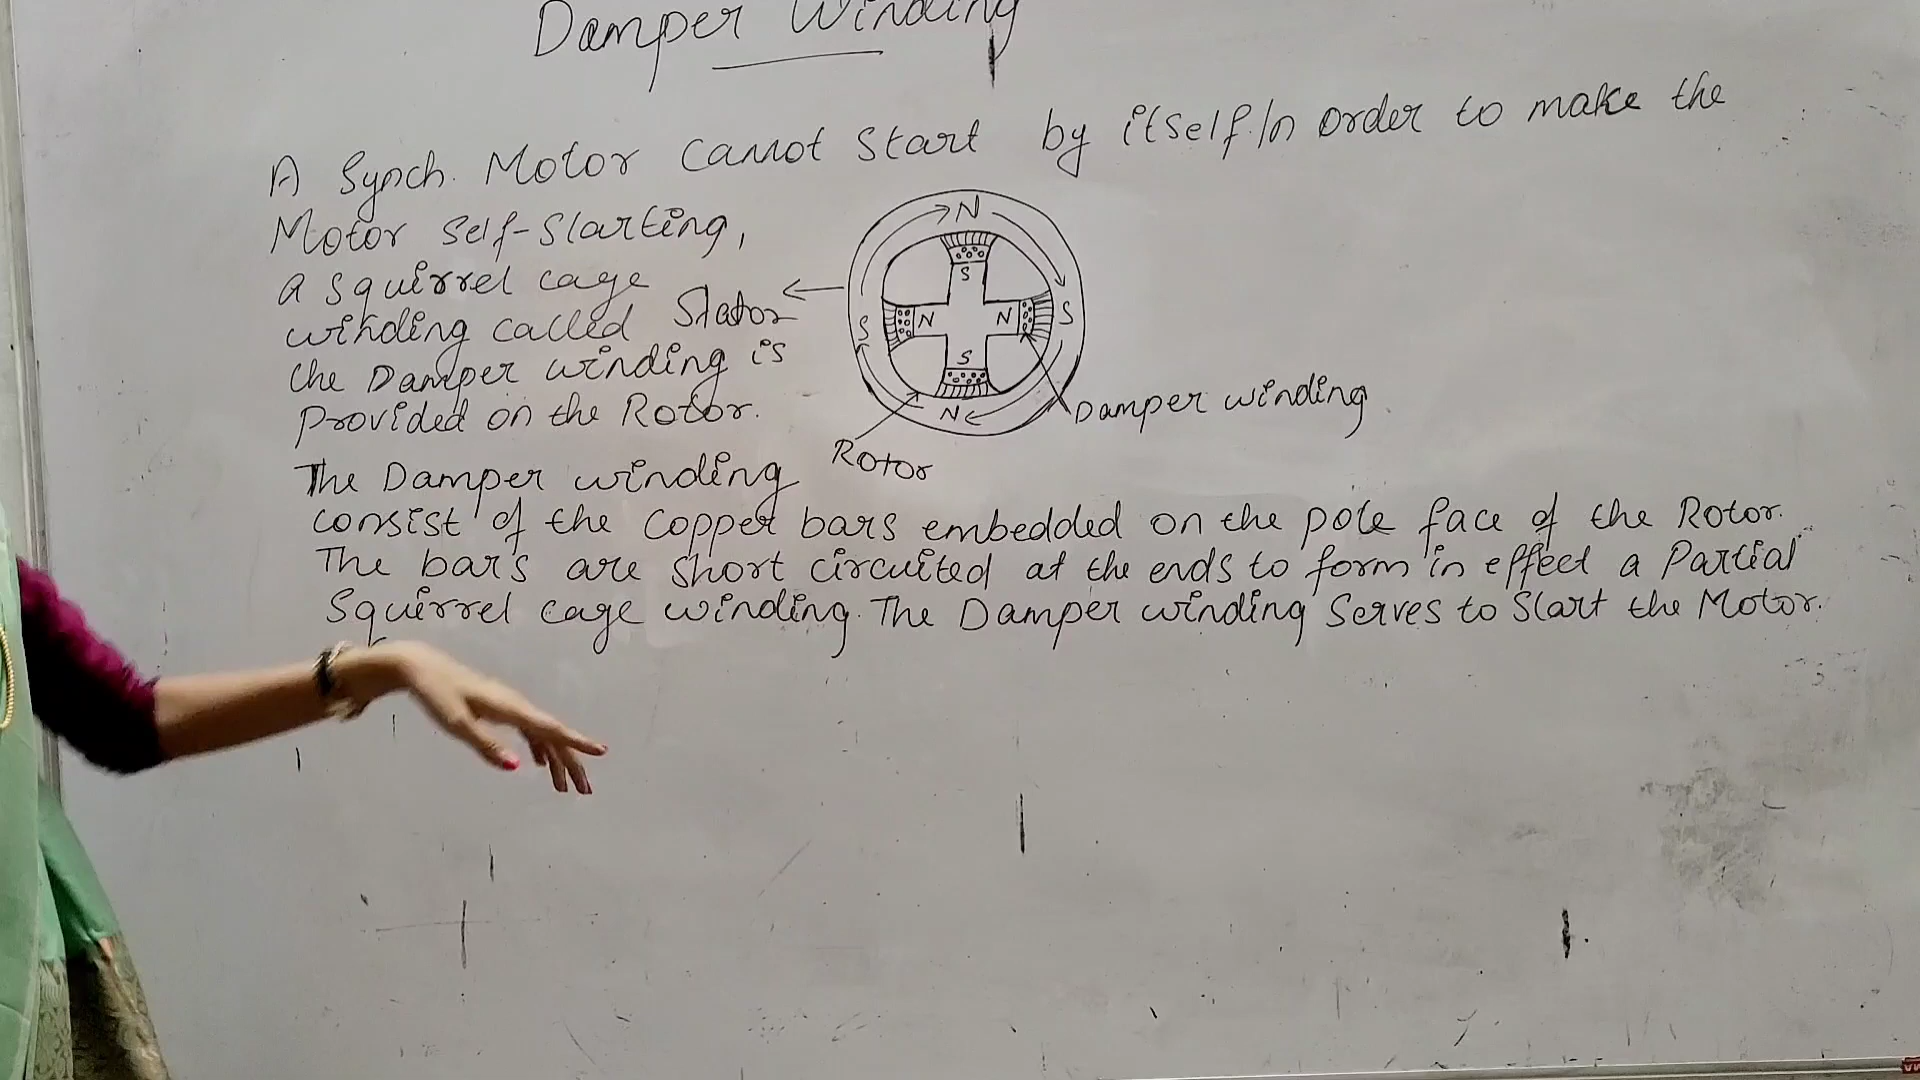 Damper Winding
A Synch. Motor Cannot Start by itself. In order to make the
Motor Self-Starting,
a squirrel cage
winding called
the Damper winding is
provided on the Rotor.
Stator
N
S
S
N
N
S
S
N
Damper winding
Rotor
The Damper winding
consist of the copper bars embedded on the pole face of the Rotor.
The bars are short circuited at the ends to form in effect a Partial
Squirrel cage winding. The Damper winding Serves to Start the Motor.